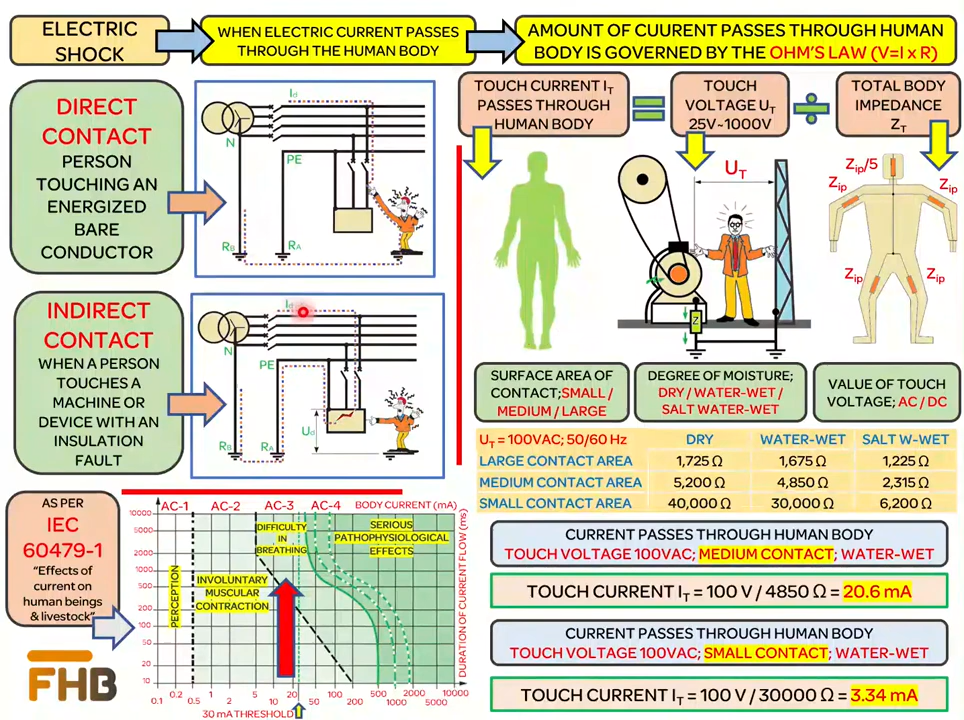 ELECTRIC
SHOCK
WHEN ELECTRIC CURRENT PASSES
THROUGH THE HUMAN BODY
AMOUNT OF CUURENT PASSES THROUGH HUMAN
BODY IS GOVERNED BY THE OHM'S LAW (V=I x R)
DIRECT
CONTACT
PERSON
TOUCHING AN
ENERGIZED
BARE
CONDUCTOR
Id
N
PE
RB
RA
TOUCH CURRENT IT
PASSES THROUGH
HUMAN BODY
TOUCH
VOLTAGE UT
25V~1000V
TOTAL BODY
IMPEDANCE
ZT
UT
Z
Zip/5
Zip
Zip
Zip
Zip
INDIRECT
CONTACT
WHEN A PERSON
TOUCHES A
MACHINE OR
DEVICE WITH AN
INSULATION
FAULT
Id
N
PE
Ud
RB
RA
SURFACE AREA OF
CONTACT;SMALL /
MEDIUM / LARGE
DEGREE OF MOISTURE;
DRY / WATER-WET /
SALT WATER-WET
VALUE OF TOUCH
VOLTAGE; AC / DC
UT = 100VAC; 50/60 Hz DRY WATER-WET SALT W-WET
LARGE CONTACT AREA 1,725 Ω 1,675 Ω 1,225 Ω
MEDIUM CONTACT AREA 5,200 Ω 4,850 Ω 2,315 Ω
SMALL CONTACT AREA 40,000 Ω 30,000 Ω 6,200 Ω
AS PER
IEC
60479-1
"Effects of
current on
human beings
& livestock"
FHB
AC-1 AC-2 AC-3 AC-4 BODY CURRENT (mA)
10000
5000
2000
1000
500
200
100
50
20
10
PERCEPTION
INVOLUNTARY
MUSCULAR
CONTRACTION
DIFFICULTY
IN
BREATHING
SERIOUS
PATHOPHYSIOLOGICAL
EFFECTS
DURATION OF CURRENT FLOW (ms)
0.1 0.2 0.5 1 2 5 10 20 50 100 200 500 1000 2000 5000 10000
30 mA THRESHOLD
CURRENT PASSES THROUGH HUMAN BODY
TOUCH VOLTAGE 100VAC; MEDIUM CONTACT; WATER-WET
TOUCH CURRENT IT = 100 V / 4850 Ω = 20.6 mA
CURRENT PASSES THROUGH HUMAN BODY
TOUCH VOLTAGE 100VAC; SMALL CONTACT; WATER-WET
TOUCH CURRENT IT = 100 V / 30000 Ω = 3.34 mA